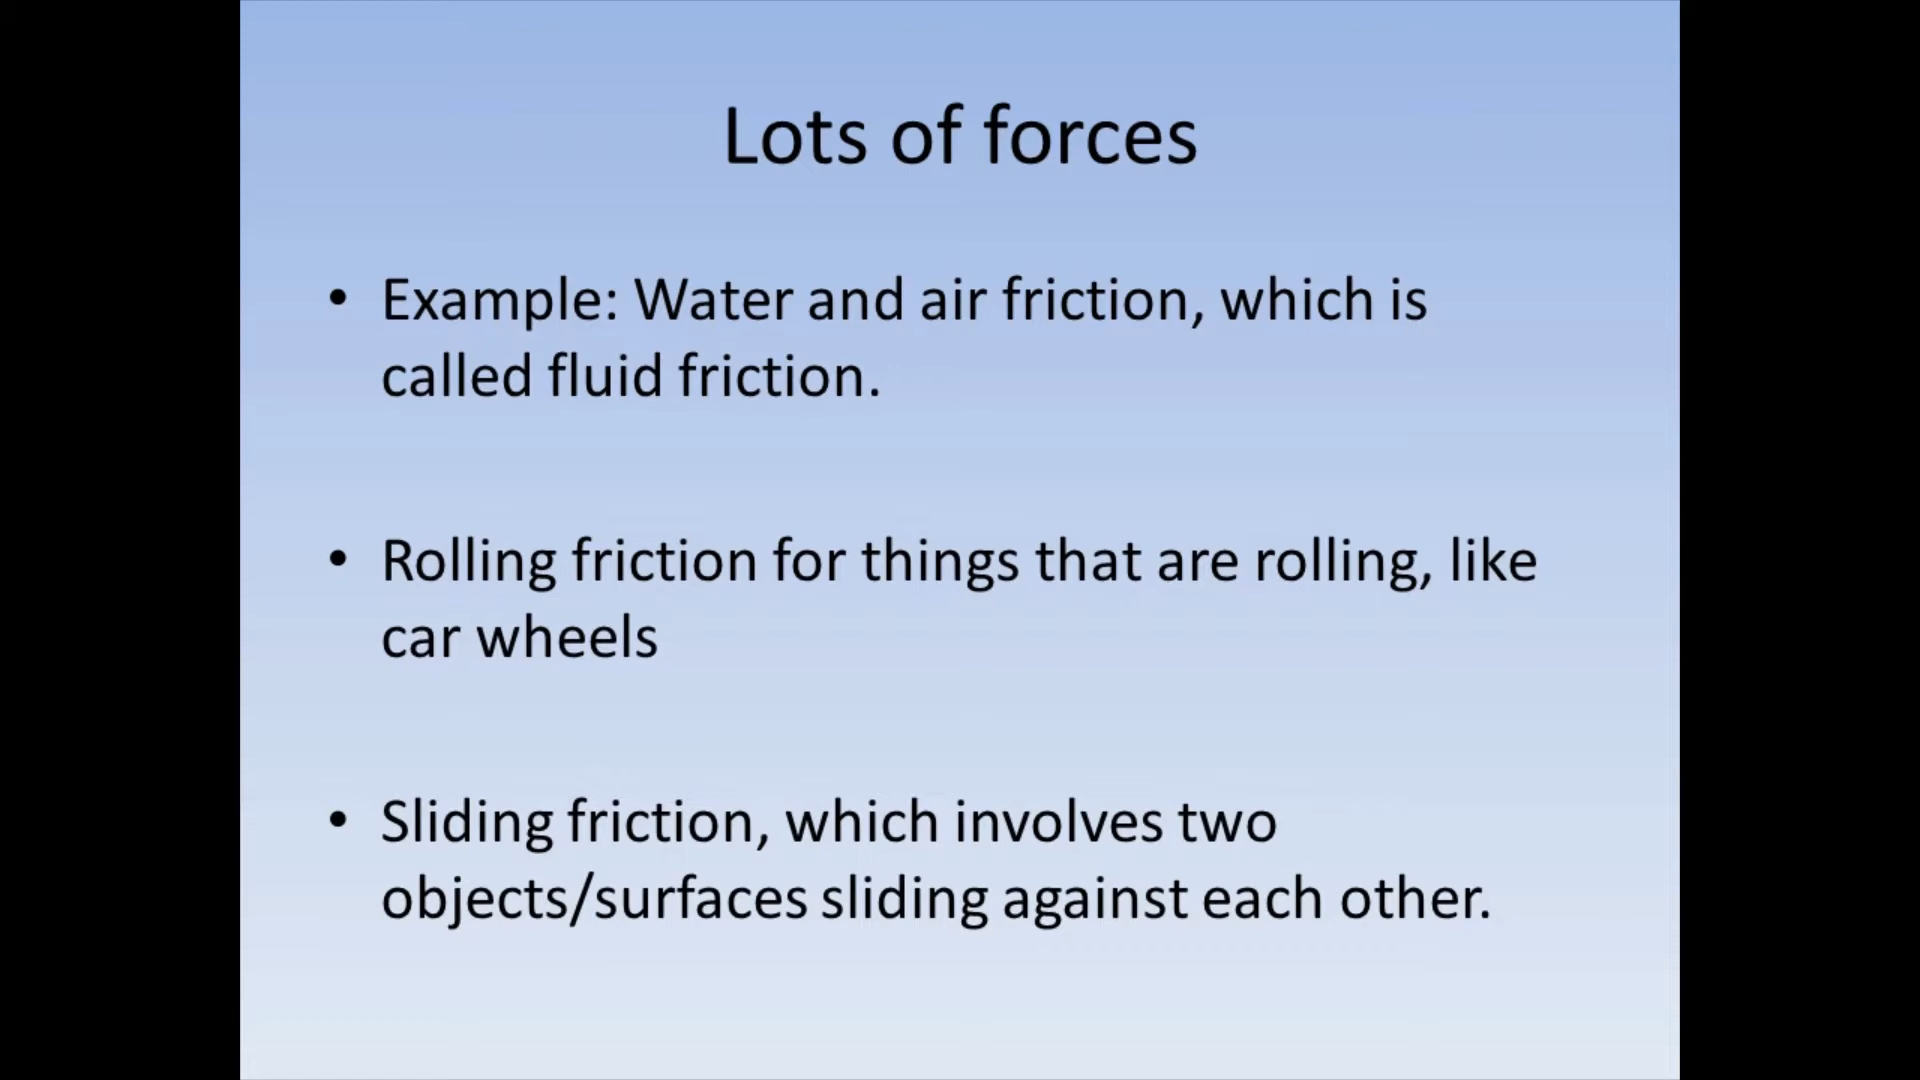 Lots of forces
• Example: Water and air friction, which is
called fluid friction.
• Rolling friction for things that are rolling, like
car wheels
• Sliding friction, which involves two
objects/surfaces sliding against each other.